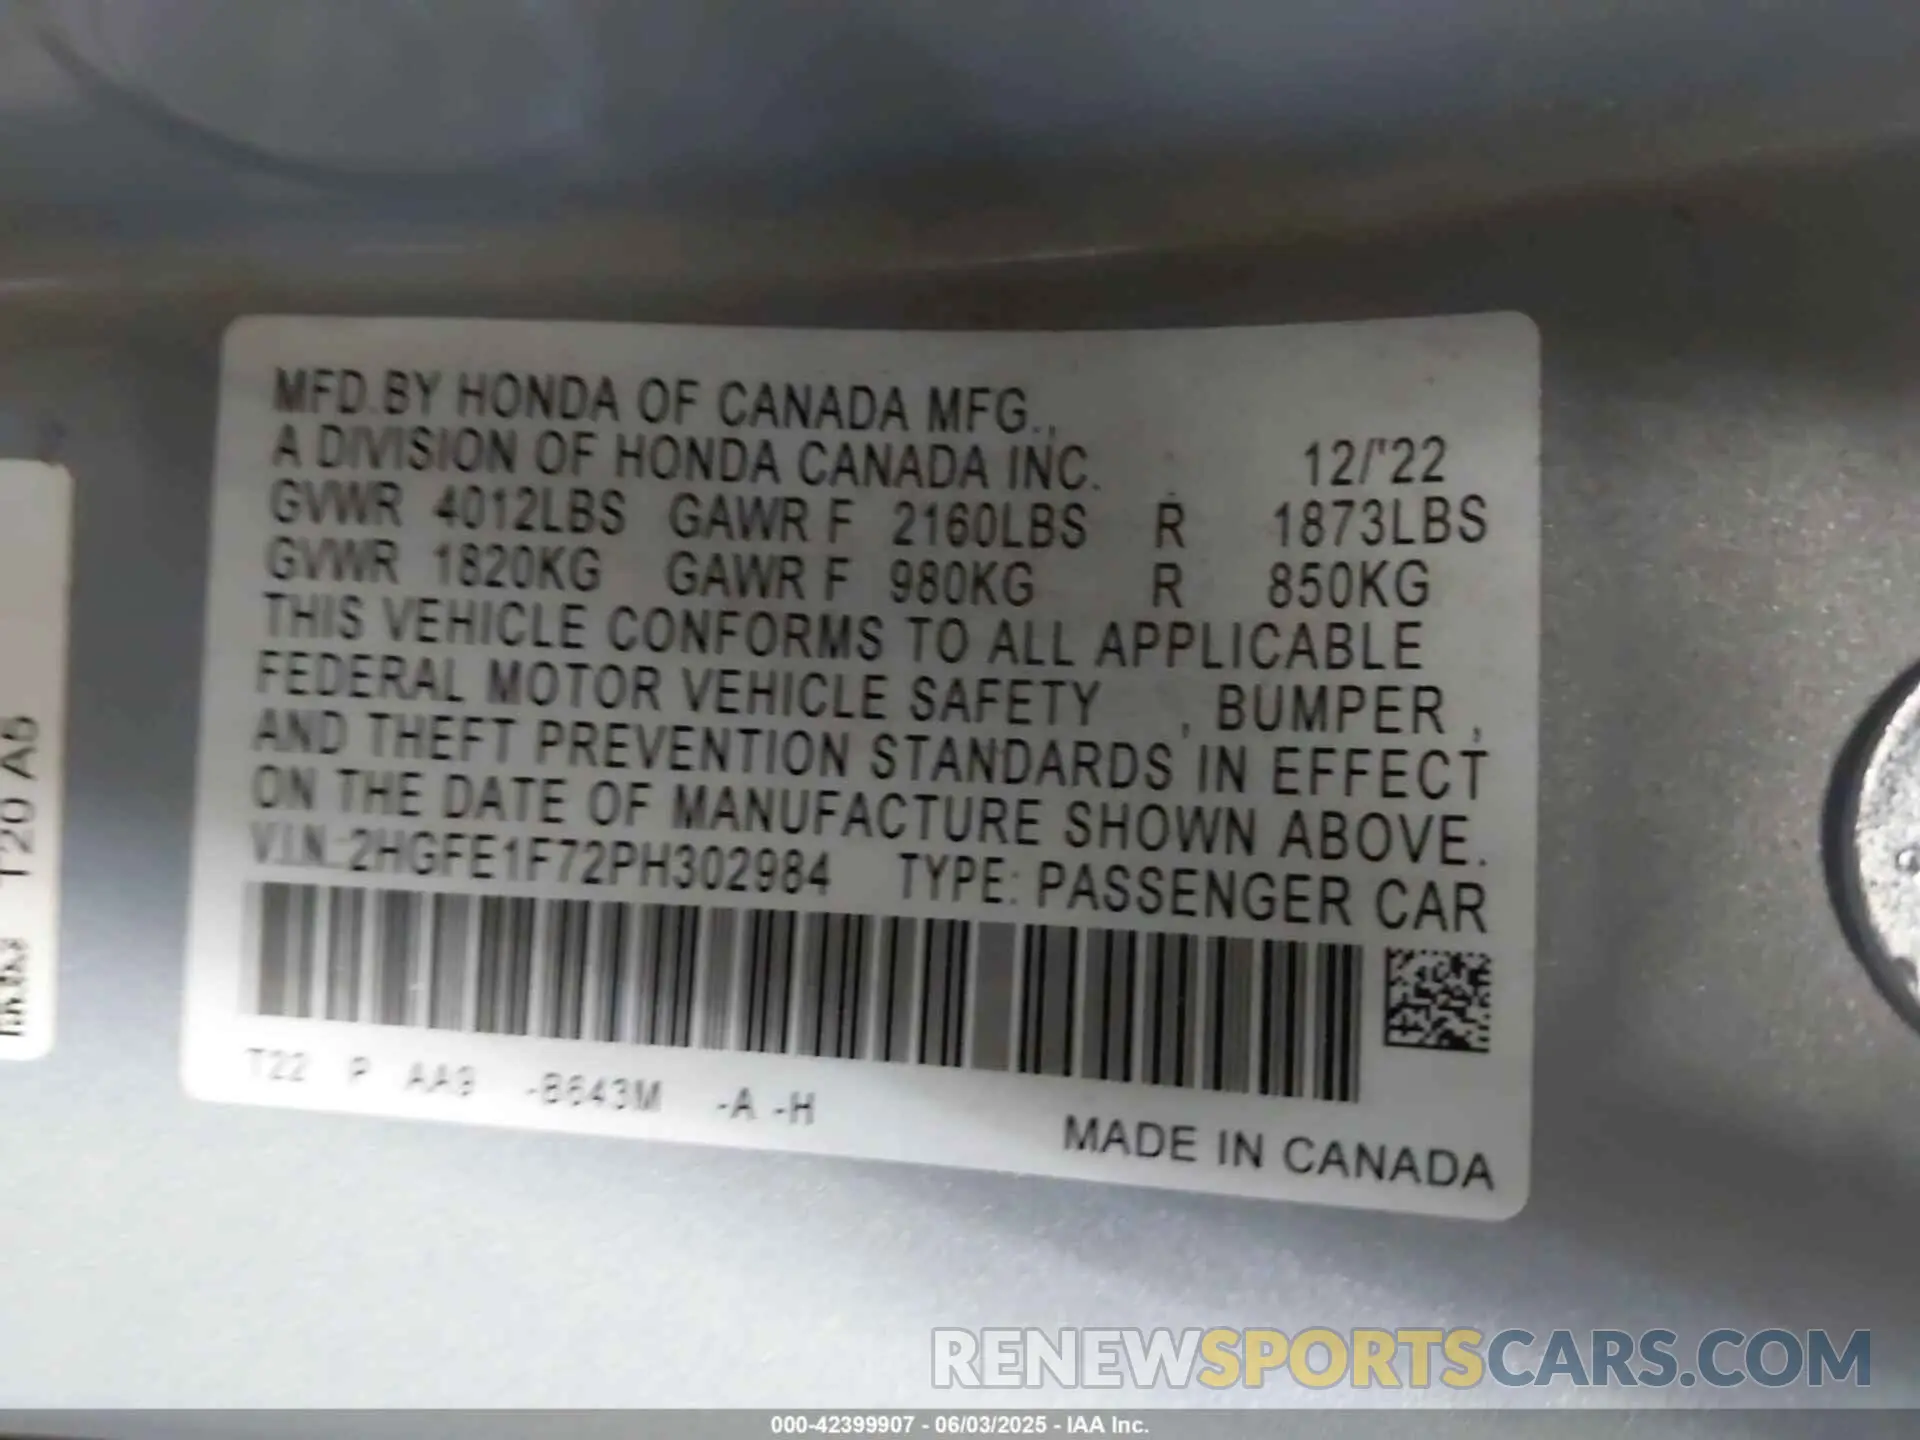 MFD.BY HONDA OF CANADA MFG.,
A DIVISION OF HONDA CANADA INC. 12/'22
GVWR 4012LBS GAWR F 2160LBS R 1873LBS
GVWR 1820KG GAWR F 980KG R 850KG
THIS VEHICLE CONFORMS TO ALL APPLICABLE
FEDERAL MOTOR VEHICLE SAFETY , BUMPER ,
AND THEFT PREVENTION STANDARDS IN EFFECT
ON THE DATE OF MANUFACTURE SHOWN ABOVE.
V.I.N.:2HGFE1F72PH302984 TYPE: PASSENGER CAR
T22 P AA9 -B643M -A -H
MADE IN CANADA
T20 A5
RENEWSPORTSCARS.COM
000-42399907 - 06/03/2025 - IAA Inc.